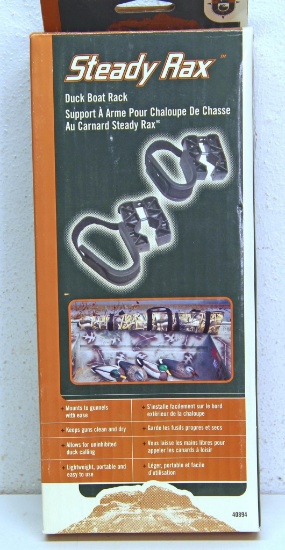 Steady Rax™
Duck Boat Rack
Support À Arme Pour Chaloupe De Chasse
Au Carnard Steady Rax™
• Mounts to gunnels
with ease
• Keeps guns clean and dry
• Allows for uninhibited
duck calling
• Lightweight, portable and
easy to use
• S'installe facilement sur le bord
extérieur de la chaloupe
• Garde les fusils propres et secs
• Vous laisse les mains libres pour
appeler les canards à loisir
• Léger, portable et facile
d'utilisation
40894